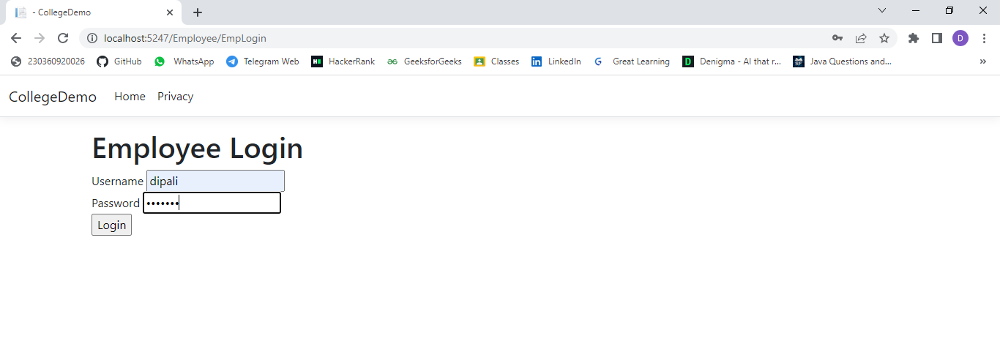 - CollegeDemo
localhost:5247/Employee/EmpLogin
D
230360920026 GitHub WhatsApp Telegram Web HackerRank GeeksforGeeks Classes LinkedIn G Great Learning D Denigma - AI that r... SF Java Questions and... »
CollegeDemo Home Privacy
Employee Login
Username dipali
Password •••••••
Login